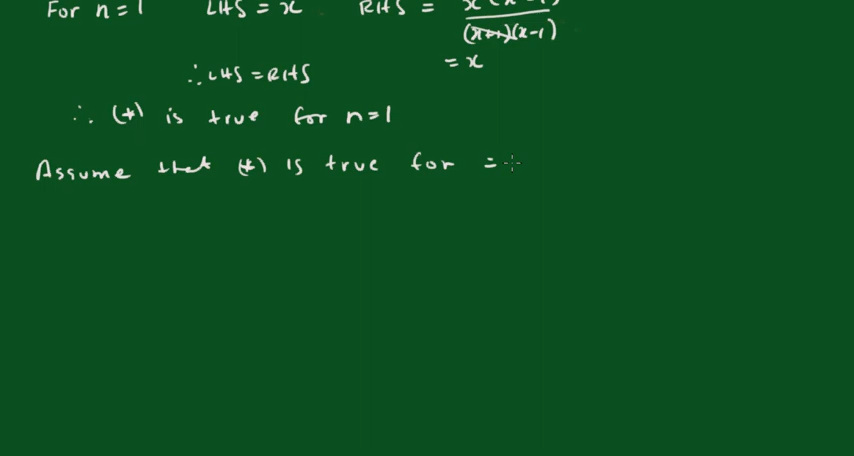 For n = 1 LHS = x RHS =
(x+1)(x-1)
= x
∴ LHS = RHS
∴ (*) is true for n = 1
Assume that (*) is true for =